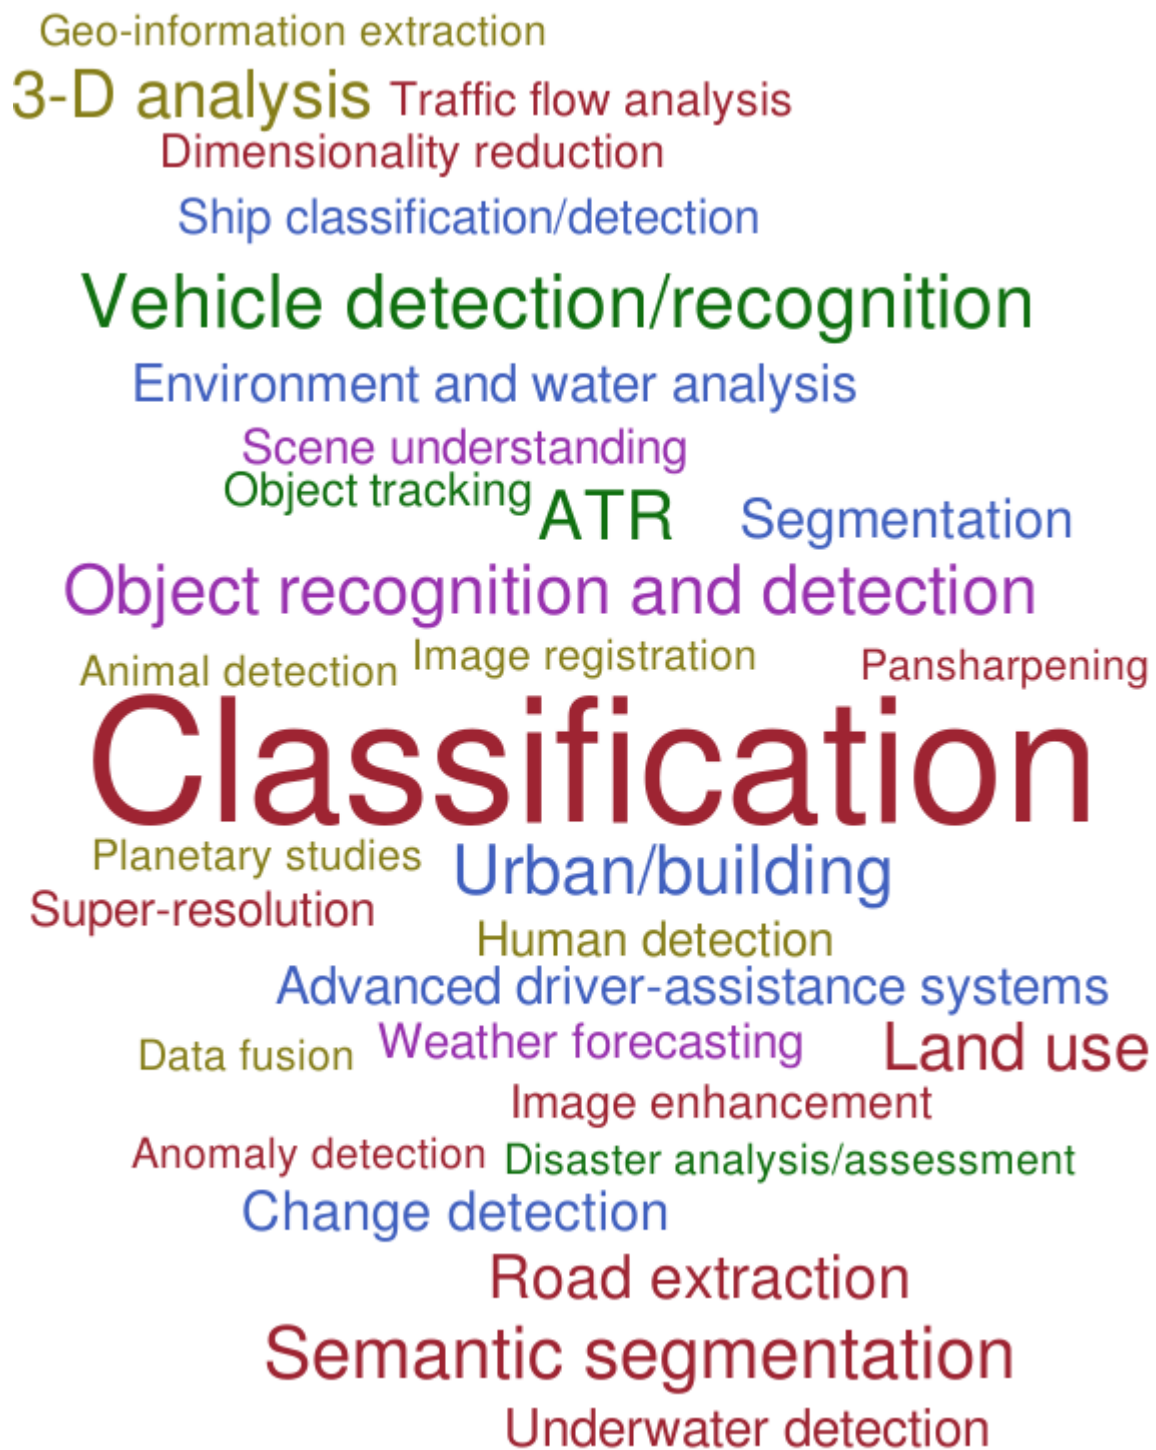 Geo-information extraction
3-D analysis Traffic flow analysis
Dimensionality reduction
Ship classification/detection
Vehicle detection/recognition
Environment and water analysis
Scene understanding
Object tracking ATR Segmentation
Object recognition and detection
Animal detection Image registration Pansharpening
Classification
Planetary studies Urban/building
Super-resolution
Human detection
Advanced driver-assistance systems
Data fusion Weather forecasting Land use
Image enhancement
Anomaly detection Disaster analysis/assessment
Change detection
Road extraction
Semantic segmentation
Underwater detection